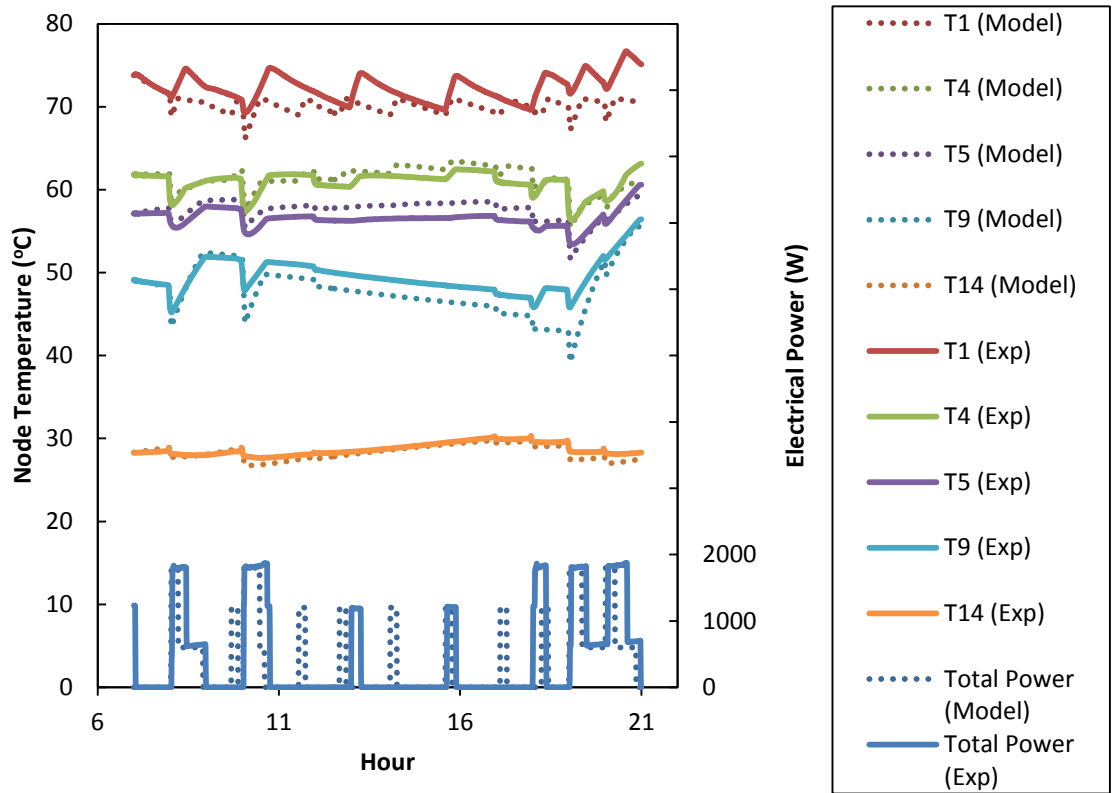 80
70
60
50
40
30
20
10
0
Node Temperature (ºC)
6
11
16
21
Hour
2000
1000
0
Electrical Power (W)
T1 (Model)
T4 (Model)
T5 (Model)
T9 (Model)
T14 (Model)
T1 (Exp)
T4 (Exp)
T5 (Exp)
T9 (Exp)
T14 (Exp)
Total Power
(Model)
Total Power
(Exp)